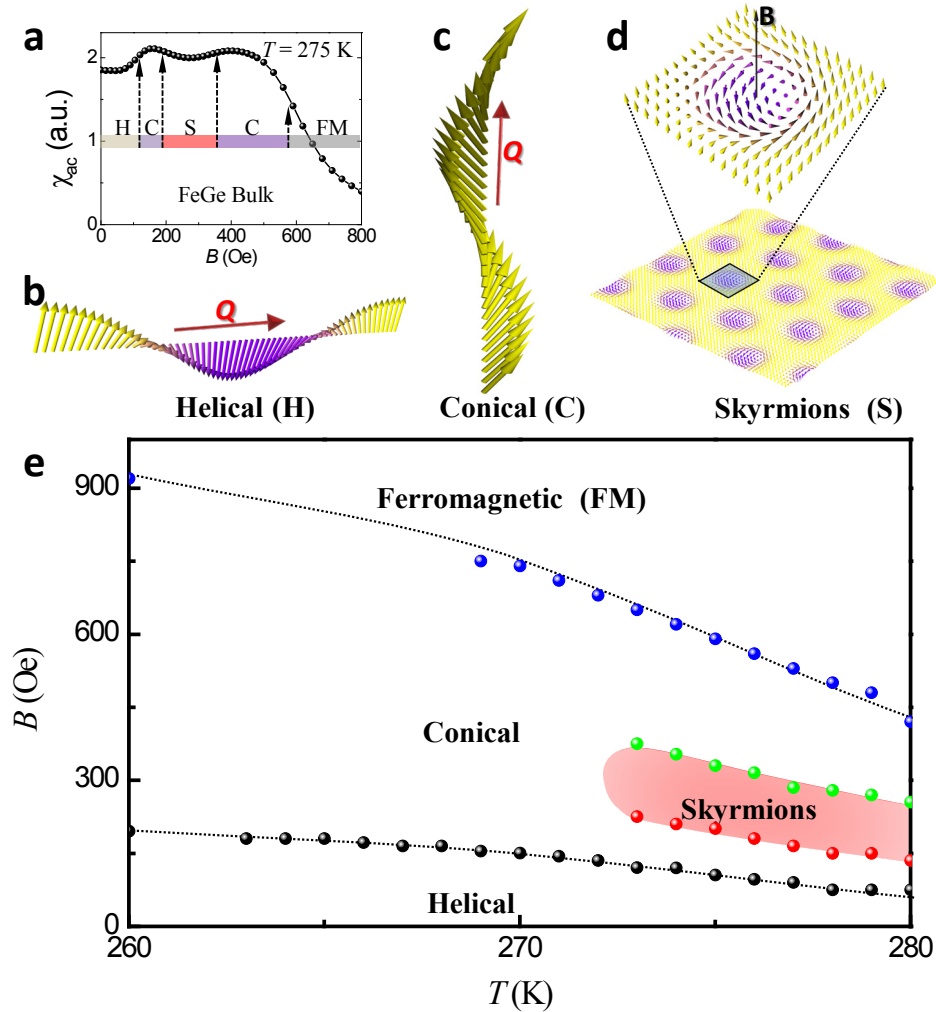 a
T = 275 K
χac (a.u.)
2
1
0
H C S C FM
FeGe Bulk
0 200 400 600 800
B (Oe)
b
Q
Helical (H)
c
Q
Conical (C)
d
B
Skyrmions (S)
e
B (Oe)
900
600
300
0
Ferromagnetic (FM)
Conical
Skyrmions
Helical
260 270 280
T (K)